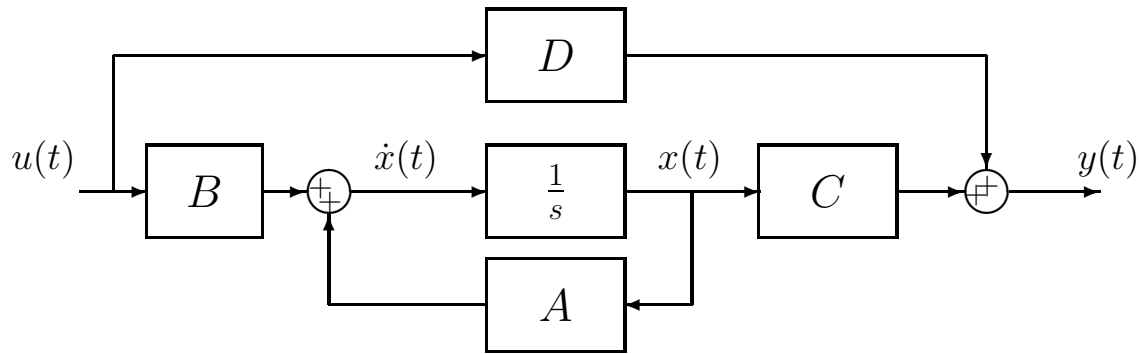 D
u(t)
B
+
+
ẋ(t)
1
s
x(t)
C
+
+
y(t)
A